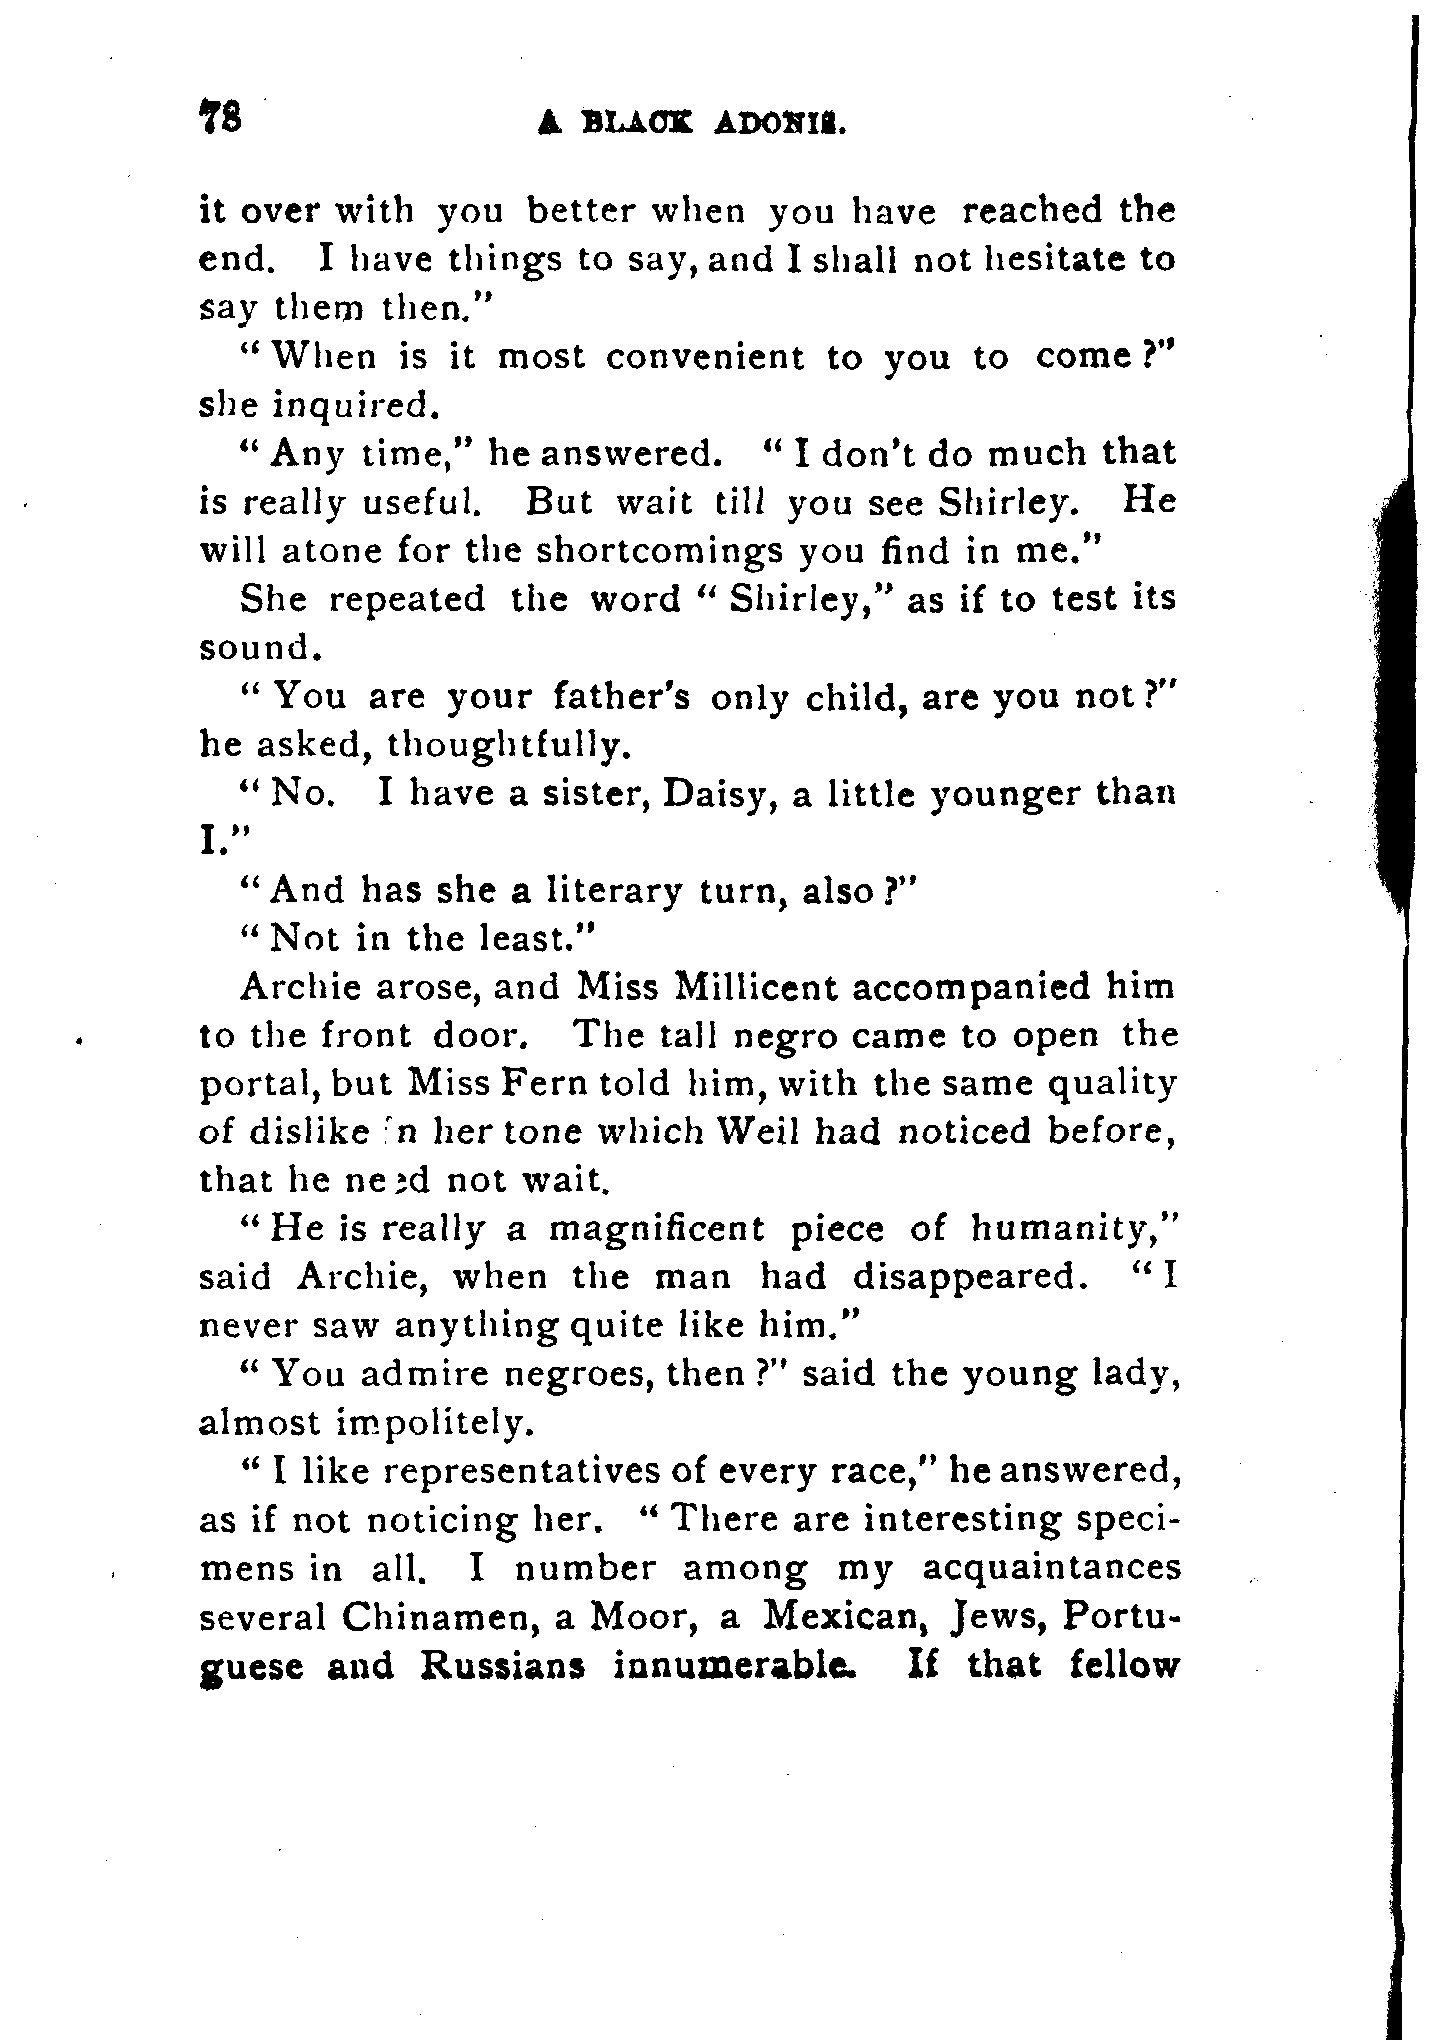 78 A BLACK ADONIS.
it over with you better when you have reached the
end. I have things to say, and I shall not hesitate to
say them then."
"When is it most convenient to you to come?"
she inquired.
"Any time," he answered. "I don't do much that
is really useful. But wait till you see Shirley. He
will atone for the shortcomings you find in me."
She repeated the word "Shirley," as if to test its
sound.
"You are your father's only child, are you not?"
he asked, thoughtfully.
"No. I have a sister, Daisy, a little younger than
I."
"And has she a literary turn, also?"
"Not in the least."
Archie arose, and Miss Millicent accompanied him
to the front door. The tall negro came to open the
portal, but Miss Fern told him, with the same quality
of dislike in her tone which Weil had noticed before,
that he need not wait.
"He is really a magnificent piece of humanity,"
said Archie, when the man had disappeared. "I
never saw anything quite like him."
"You admire negroes, then?" said the young lady,
almost impolitely.
"I like representatives of every race," he answered,
as if not noticing her. "There are interesting speci-
mens in all. I number among my acquaintances
several Chinamen, a Moor, a Mexican, Jews, Portu-
guese and Russians innumerable. If that fellow